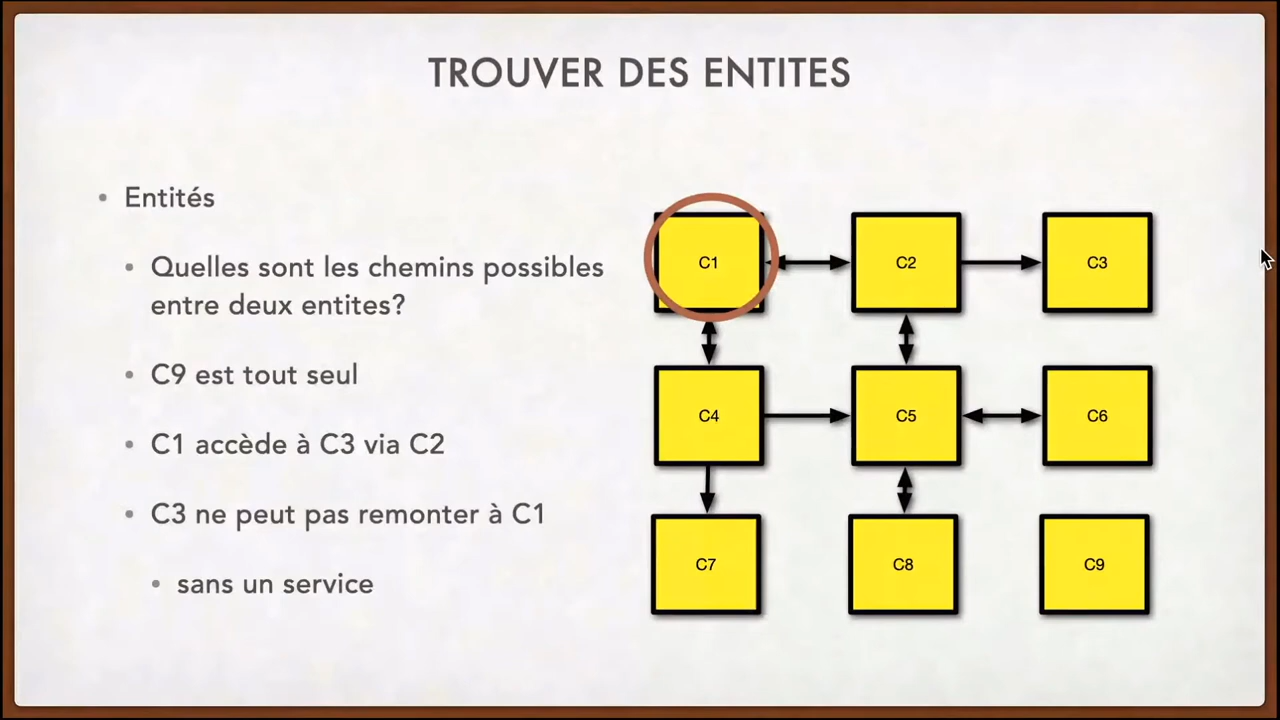 TROUVER DES ENTITES
Entités
Quelles sont les chemins possibles
entre deux entites?
C9 est tout seul
C1 accède à C3 via C2
C3 ne peut pas remonter à C1
sans un service
C1
C2
C3
C4
C5
C6
C7
C8
C9